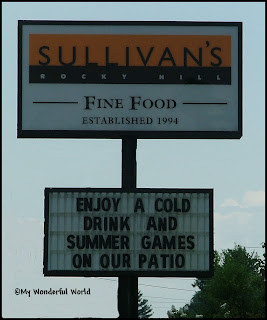 SULLIVAN'S
ROCKY HILL
FINE FOOD
ESTABLISHED 1994
ENJOY A COLD
DRINK AND
SUMMER GAMES
ON OUR PATIO
©My Wonderful World